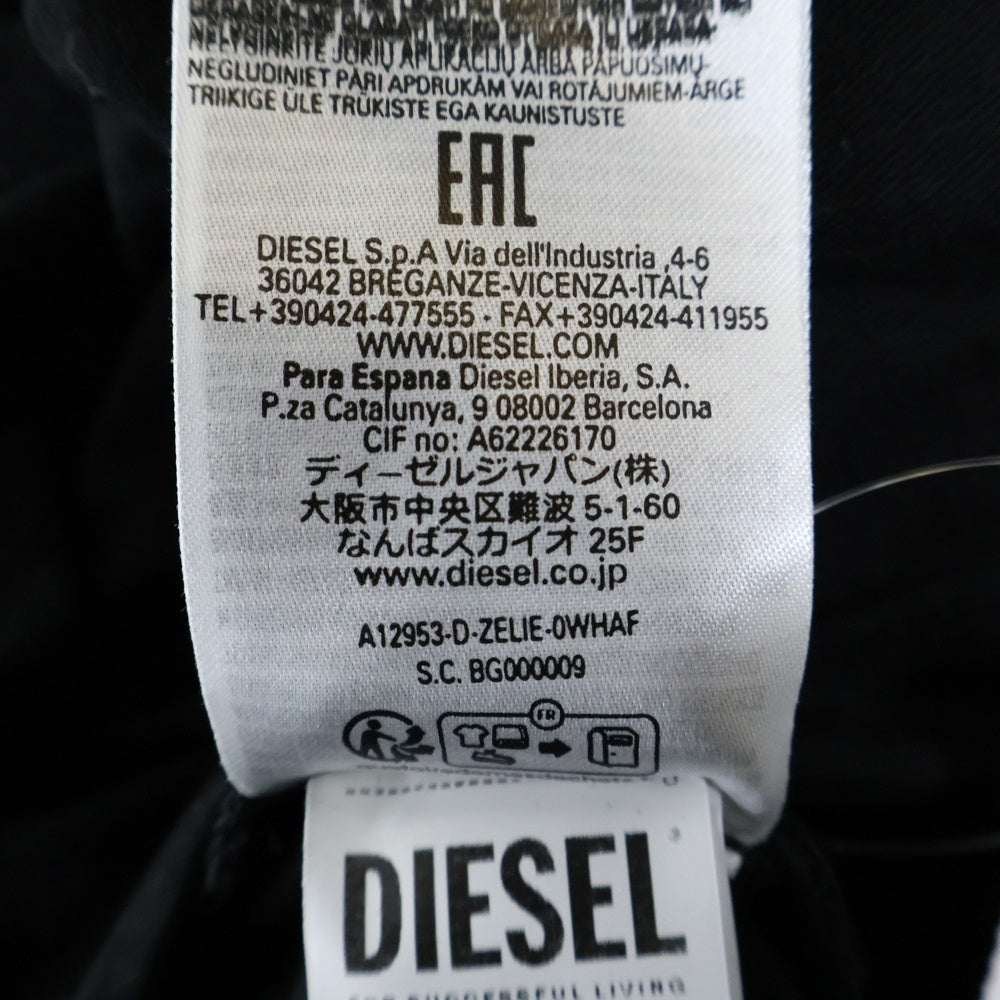 NEGLUDINIET PĀRI APDRUKĀM VAI ROTĀJUMIEM-ÄRGE
TRIIKIGE ÜLE TRÜKISTE EGA KAUNISTUSTE
EAC
DIESEL S.p.A Via dell'Industria ,4-6
36042 BREGANZE-VICENZA-ITALY
TEL+390424-477555 - FAX+390424-411955
WWW.DIESEL.COM
Para Espana Diesel Iberia, S.A.
P.za Catalunya, 9 08002 Barcelona
CIF no: A62226170
ディーゼルジャパン(株)
大阪市中央区難波 5-1-60
なんばスカイオ 25F
www.diesel.co.jp
A12953-D-ZELIE-0WHAF
S.C. BG000009
FR
DIESEL
FOR SUCCESSFUL LIVING